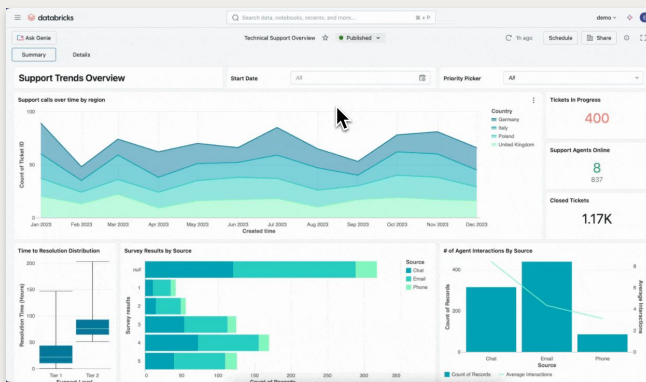 databricks
Search data, notebooks, recents, and more...
⌘ + P
demo
Ask Genie
Technical Support Overview
Published
1h ago
Schedule
Share
Summary
Details
Support Trends Overview
Start Date
All
Priority Picker
All
Support calls over time by region
100
50
0
Count of Ticket ID
Jan 2023 Feb 2023 Mar 2023 Apr 2023 May 2023 Jun 2023 Jul 2023 Aug 2023 Sep 2023 Oct 2023 Nov 2023 Dec 2023
Created time
Country
Germany
Italy
Poland
United Kingdom
Tickets In Progress
400
Support Agents Online
8
837
Closed Tickets
1.17K
Time to Resolution Distribution
200
150
100
50
0
Resolution Time (Hours)
Tier 1 Tier 2
Support Level
Survey Results by Source
null
1
2
3
4
5
Survey results
0 50 100 150 200 250 300 350
Count of Records
Source
Chat
Email
Phone
# of Agent Interactions By Source
400
200
0
Count of Records
8
6
4
2
0
Average Interactions
Chat Email Phone
Source
Count of Records Average Interactions